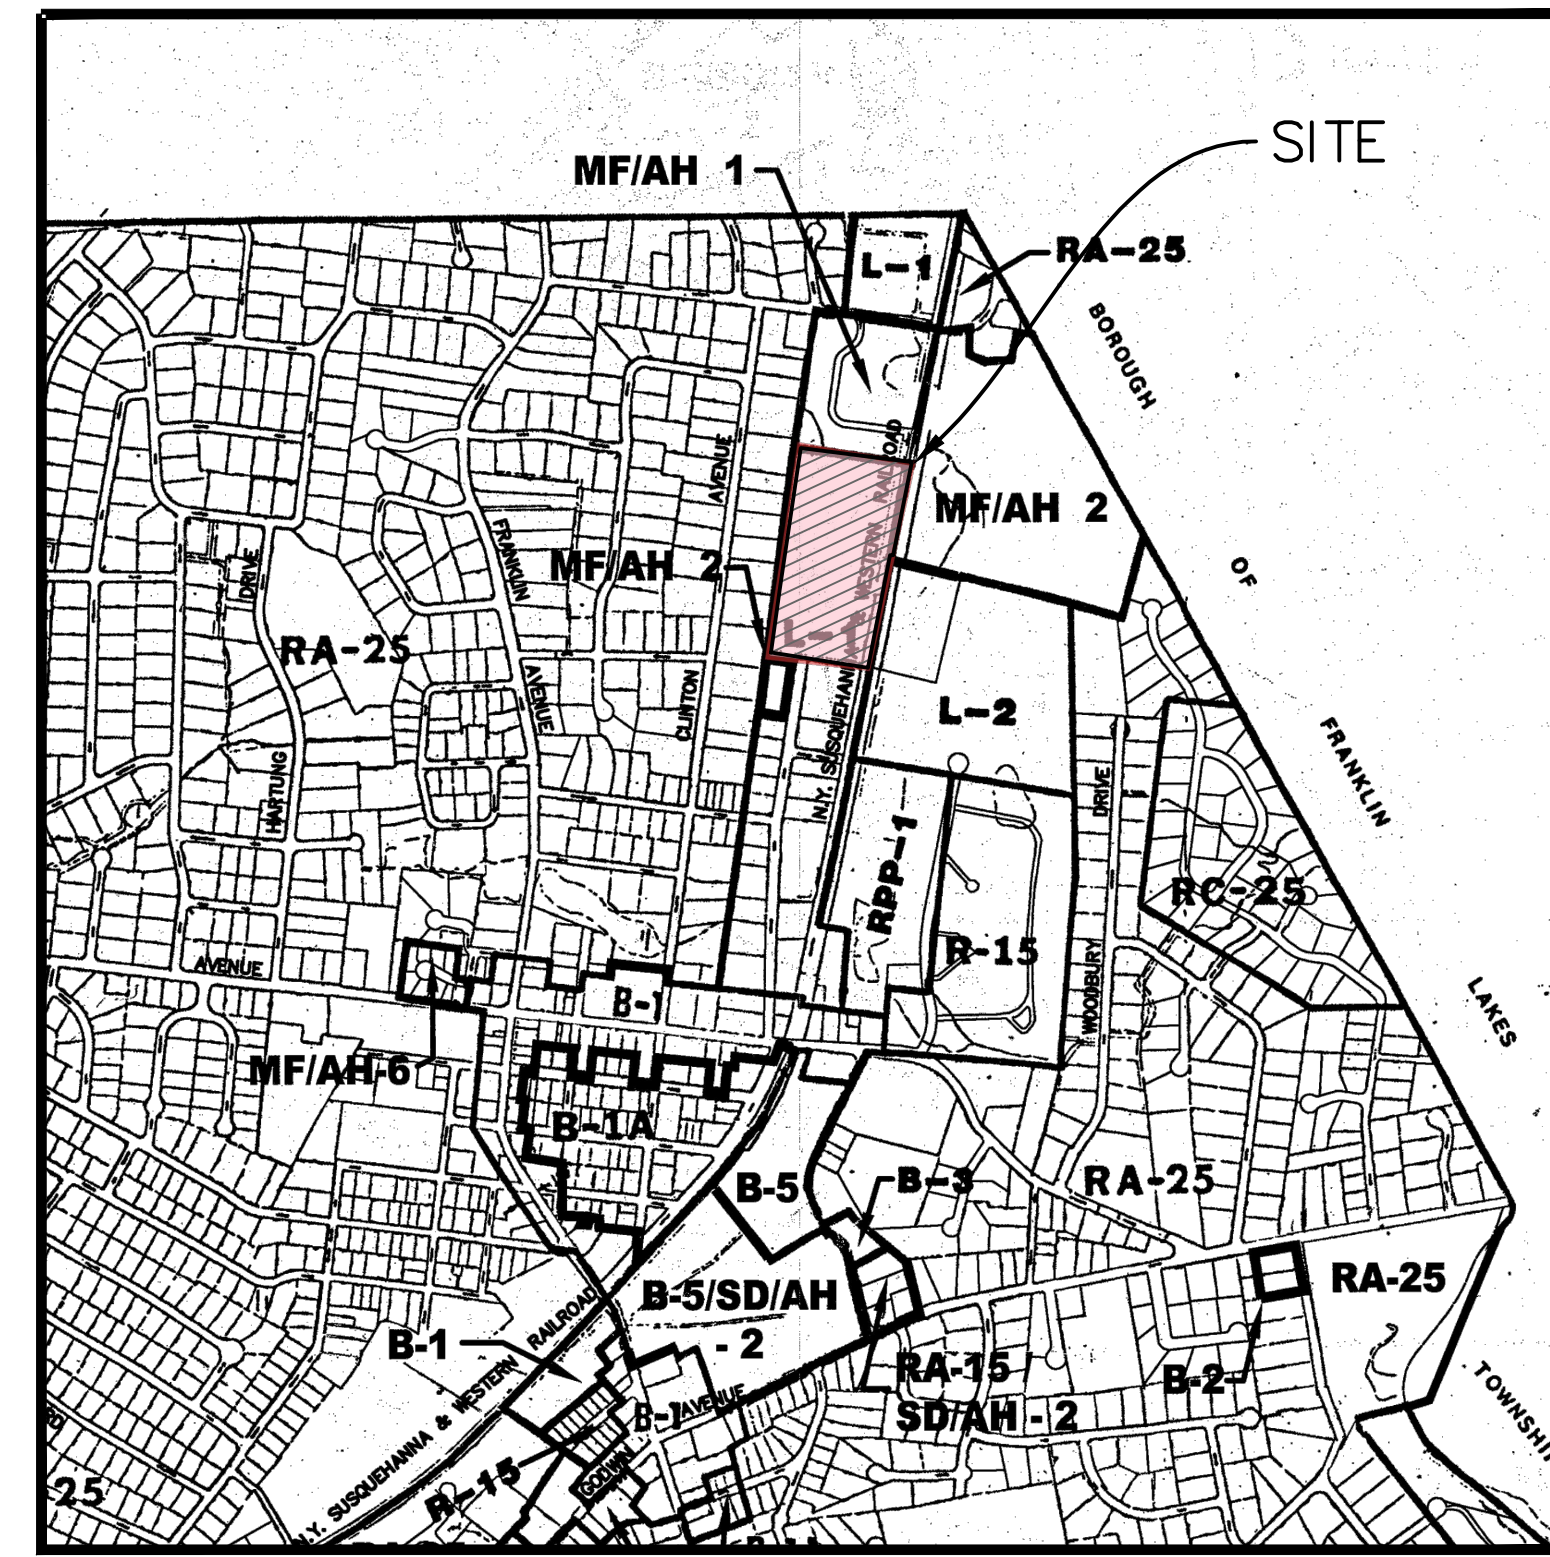 SITE
MF/AH 1
L-1
RA-25
BOROUGH
AVENUE
RAILROAD
MF/AH 2
FRANKLIN
WESTERN
OF
DRIVE
MF/AH 2
RA-25
L-1
AVENUE
CLINTON
N.Y. SUSQUEHANNA &
L-2
HARTUNG
DRIVE
FRANKLIN
RPP-1
RC-25
R-15
AVENUE
WOODBURY
B-1
LAKES
MF/AH-6
B-1A
B-5
B-3
RA-25
B-5/SD/AH
- 2
RA-25
B-1
RAILROAD
RA-15
SD/AH - 2
B-2
N.Y. SUSQUEHANNA & WESTERN
B-1
AVENUE
TOWNSHIP
GODWIN
R-15
25